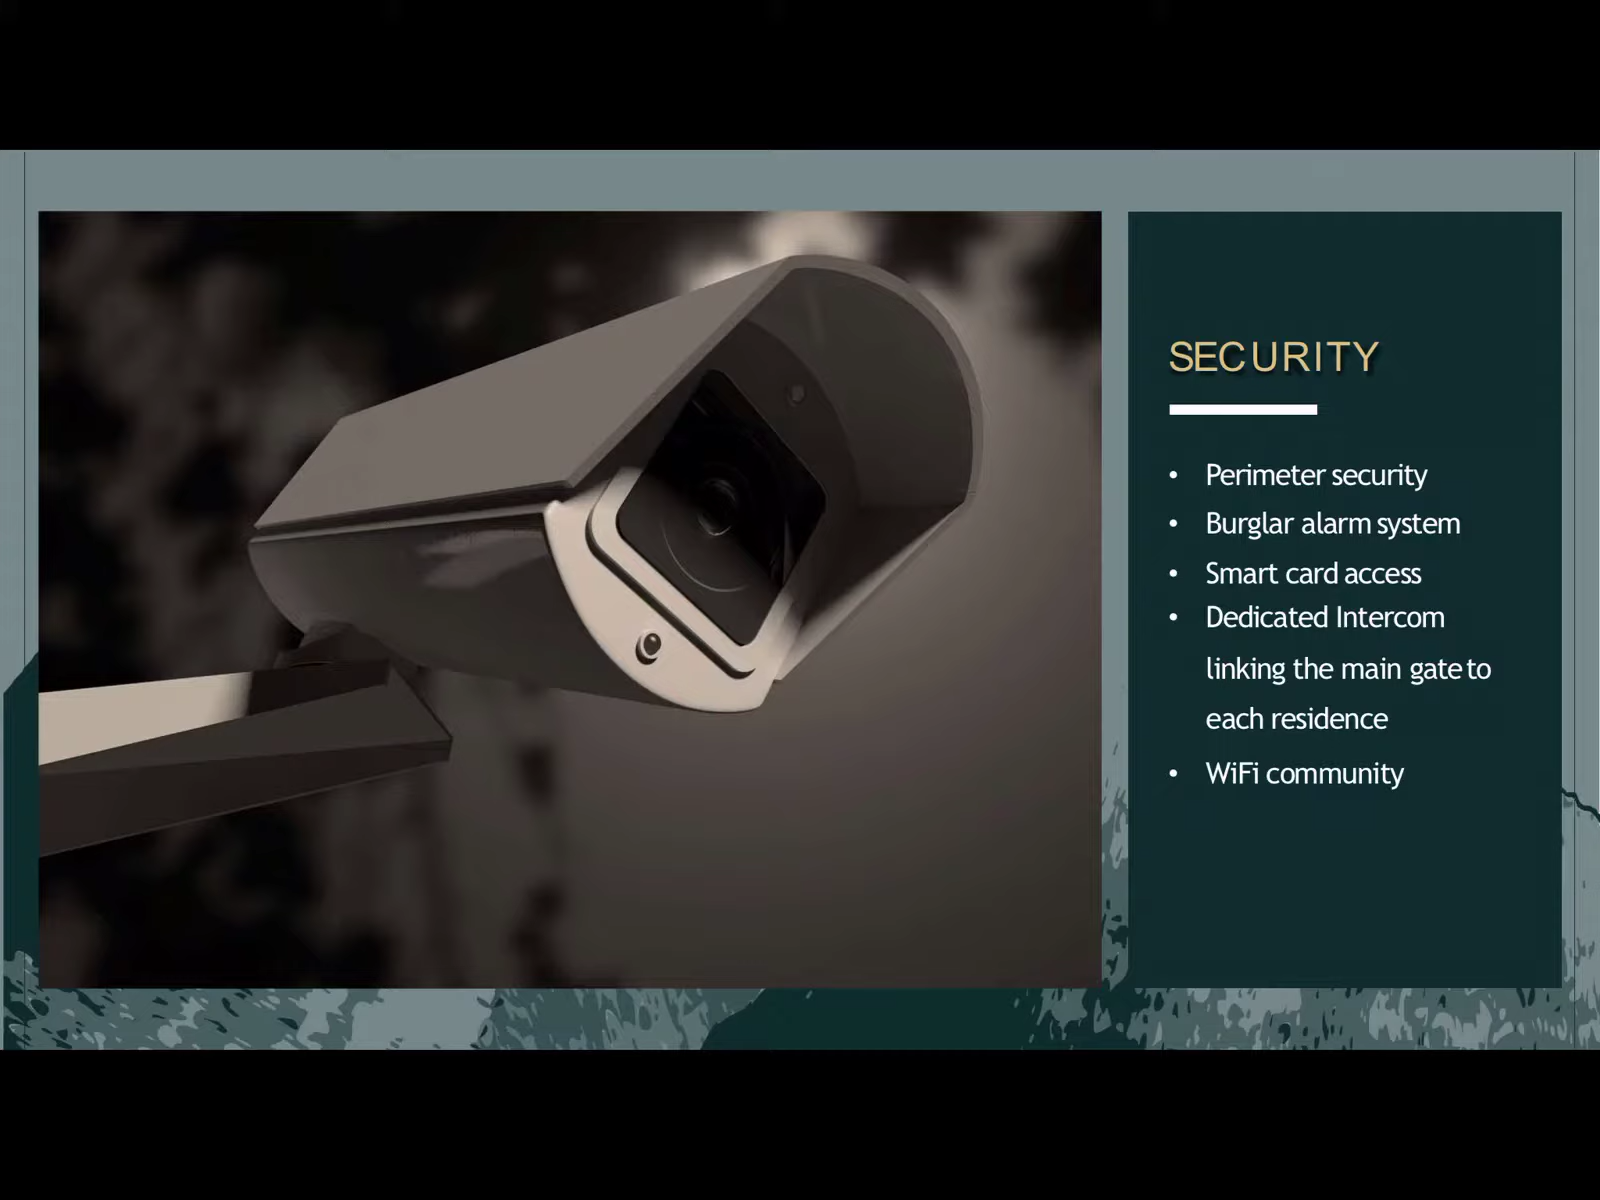 SECURITY
• Perimeter security
• Burglar alarm system
• Smart card access
• Dedicated Intercom
linking the main gate to
each residence
• WiFi community